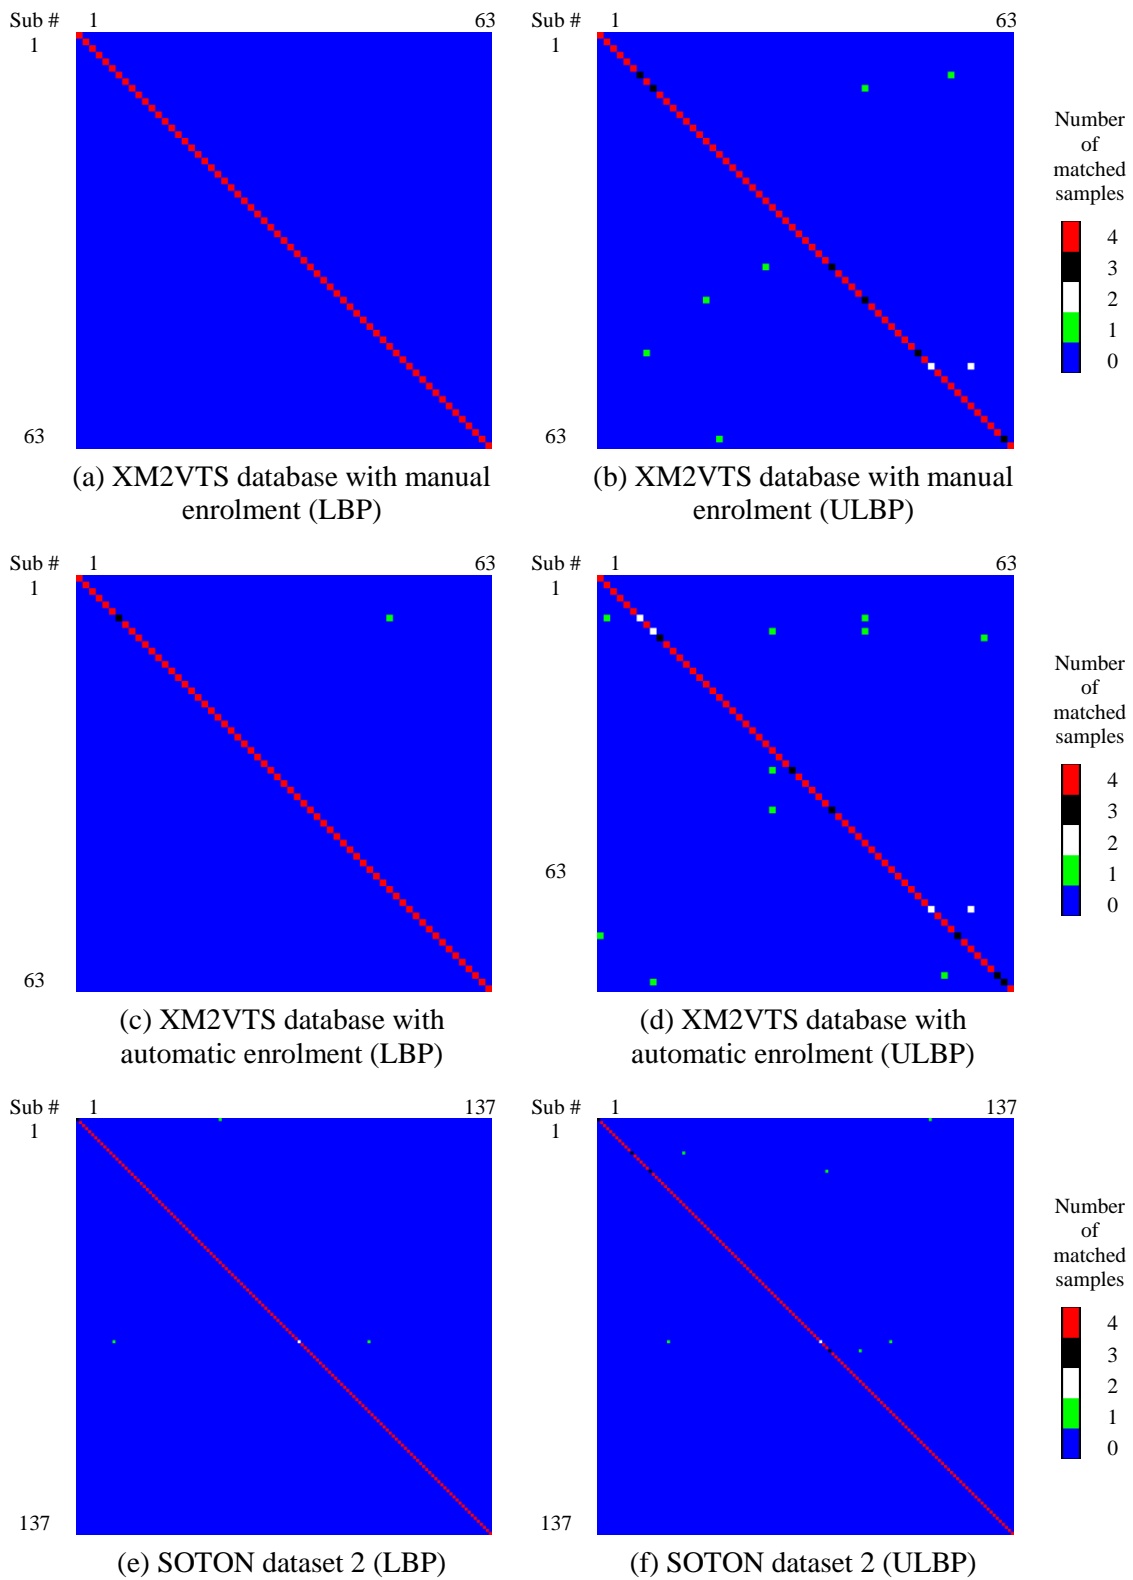 Sub # 1 63
1
63
(a) XM2VTS database with manual
enrolment (LBP)
Sub # 1 63
1
63
(b) XM2VTS database with manual
enrolment (ULBP)
Number
of
matched
samples
4
3
2
1
0
Sub # 1 63
1
63
(c) XM2VTS database with
automatic enrolment (LBP)
Sub # 1 63
1
63
(d) XM2VTS database with
automatic enrolment (ULBP)
Number
of
matched
samples
4
3
2
1
0
Sub # 1 137
1
137
(e) SOTON dataset 2 (LBP)
Sub # 1 137
1
137
(f) SOTON dataset 2 (ULBP)
Number
of
matched
samples
4
3
2
1
0